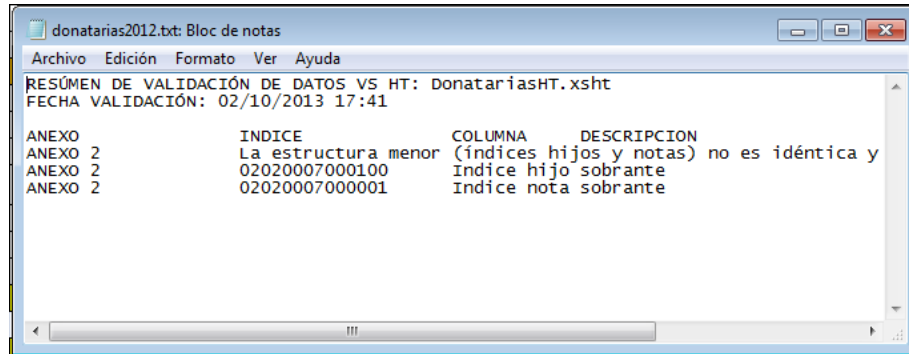 donatarias2012.txt: Bloc de notas
Archivo Edición Formato Ver Ayuda
RESÚMEN DE VALIDACIÓN DE DATOS VS HT: DonatariasHT.xsht
FECHA VALIDACIÓN: 02/10/2013 17:41
ANEXO INDICE COLUMNA DESCRIPCION
ANEXO 2 La estructura menor (índices hijos y notas) no es idéntica y
ANEXO 2 02020007000100 Indice hijo sobrante
ANEXO 2 02020007000001 Indice nota sobrante